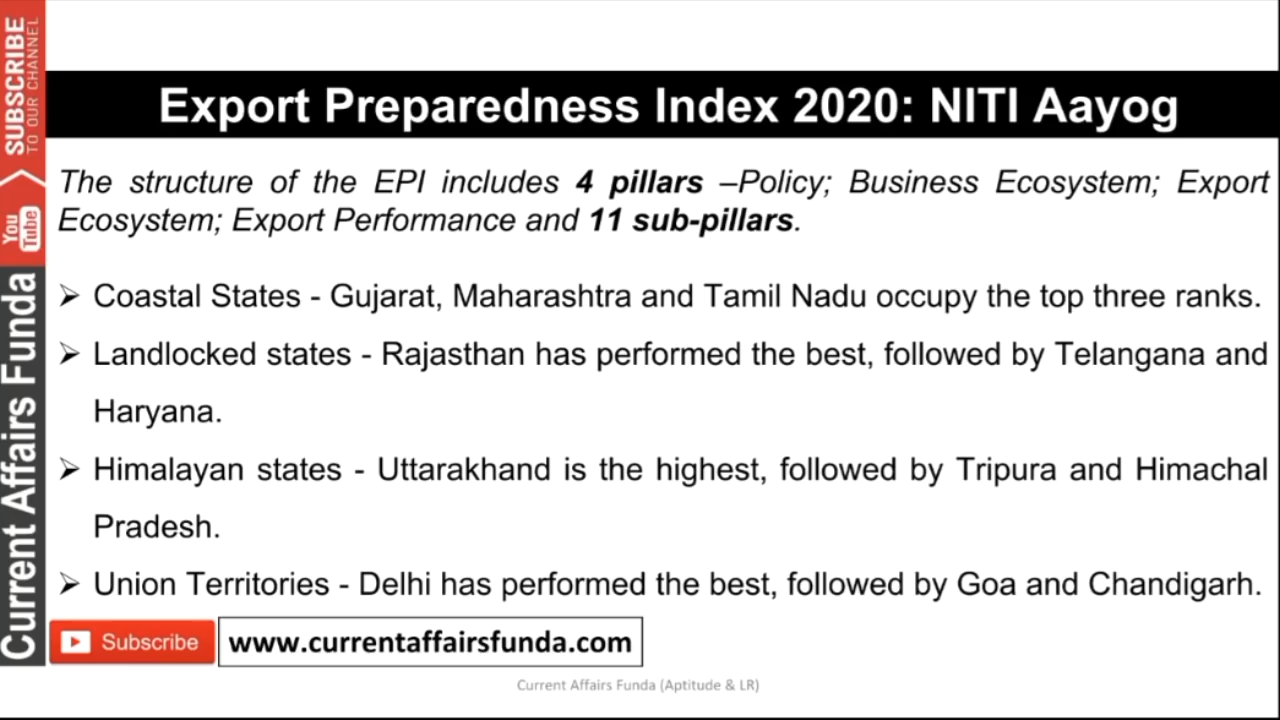 SUBSCRIBE
TO OUR CHANNEL
You
Tube
Current Affairs Funda
Export Preparedness Index 2020: NITI Aayog
The structure of the EPI includes 4 pillars –Policy; Business Ecosystem; Export
Ecosystem; Export Performance and 11 sub-pillars.
➢ Coastal States - Gujarat, Maharashtra and Tamil Nadu occupy the top three ranks.
➢ Landlocked states - Rajasthan has performed the best, followed by Telangana and
Haryana.
➢ Himalayan states - Uttarakhand is the highest, followed by Tripura and Himachal
Pradesh.
➢ Union Territories - Delhi has performed the best, followed by Goa and Chandigarh.
Subscribe
www.currentaffairsfunda.com
Current Affairs Funda (Aptitude & LR)